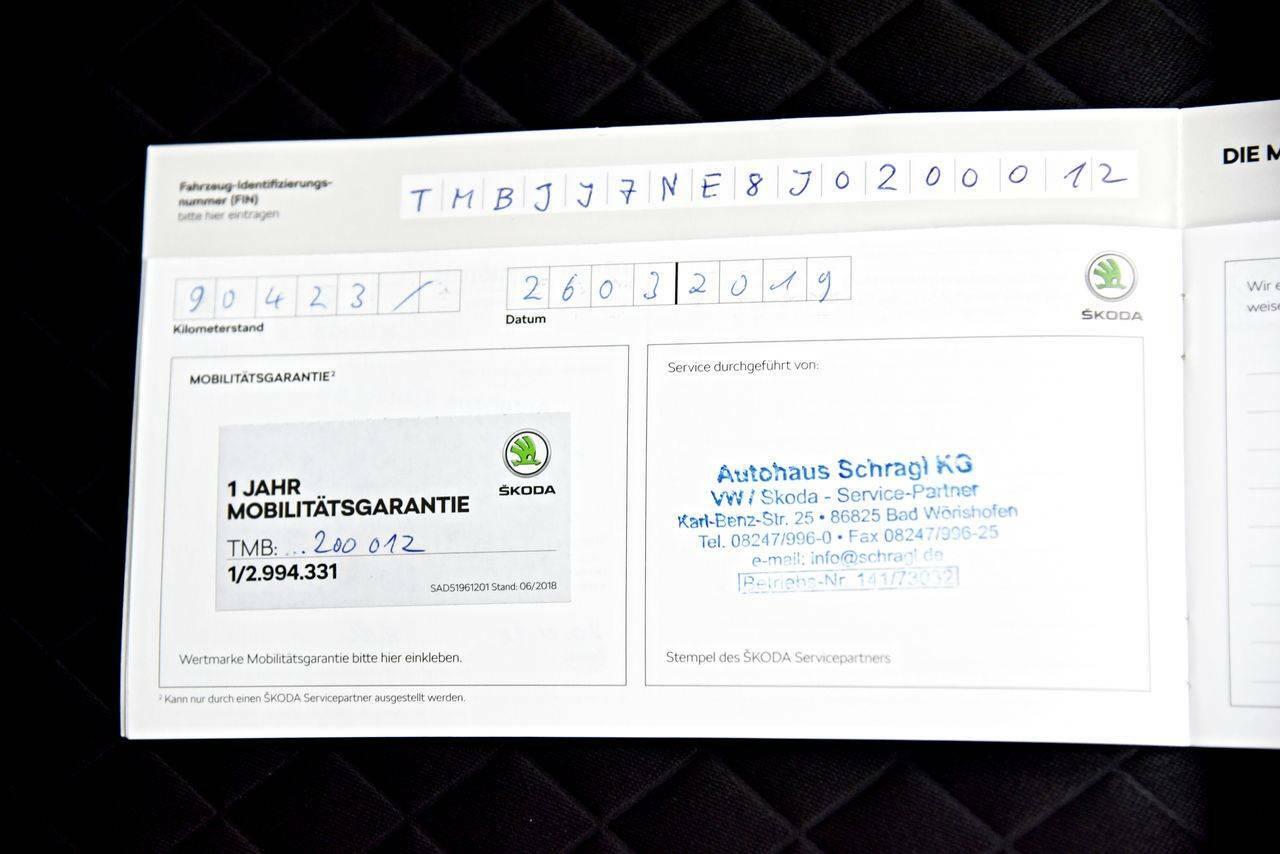 Fahrzeug-Identifizierungs-
nummer (FIN)
bitte hier eintragen
TMBJJ7NE8J0200012
90423/
Kilometerstand
26032019
Datum
ŠKODA
MOBILITÄTSGARANTIE²
ŠKODA
1 JAHR
MOBILITÄTSGARANTIE
TMB: ...200 012
1/2.994.331
SAD51961201 Stand: 06/2018
Wertmarke Mobilitätsgarantie bitte hier einkleben.
² Kann nur durch einen ŠKODA Servicepartner ausgestellt werden.
Service durchgeführt von:
Autohaus Schragl KG
VW / Skoda - Service-Partner
Karl-Benz-Str. 25 • 86825 Bad Wörishofen
Tel. 08247/996-0 • Fax 08247/996-25
e-mail: info@schragl.de
Betriebs-Nr. 141/73032
Stempel des ŠKODA Servicepartners
DIE M
Wir e
weise